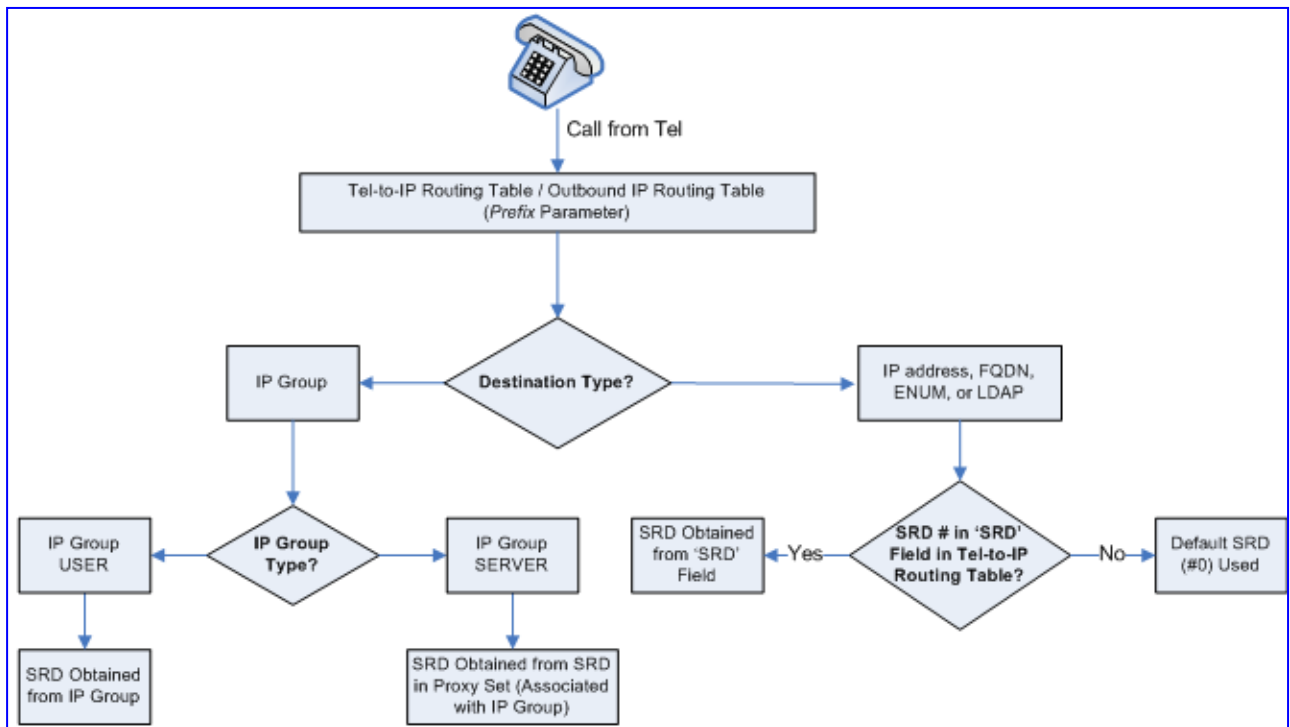 Call from Tel
Tel-to-IP Routing Table / Outbound IP Routing Table
(Prefix Parameter)
IP Group
Destination Type?
IP address, FQDN,
ENUM, or LDAP
IP Group
USER
IP Group
Type?
IP Group
SERVER
SRD Obtained
from ‘SRD’
Field
Yes
SRD # in ‘SRD’
Field in Tel-to-IP
Routing Table?
No
Default SRD
(#0) Used
SRD Obtained
from IP Group
SRD Obtained from SRD
in Proxy Set (Associated
with IP Group)